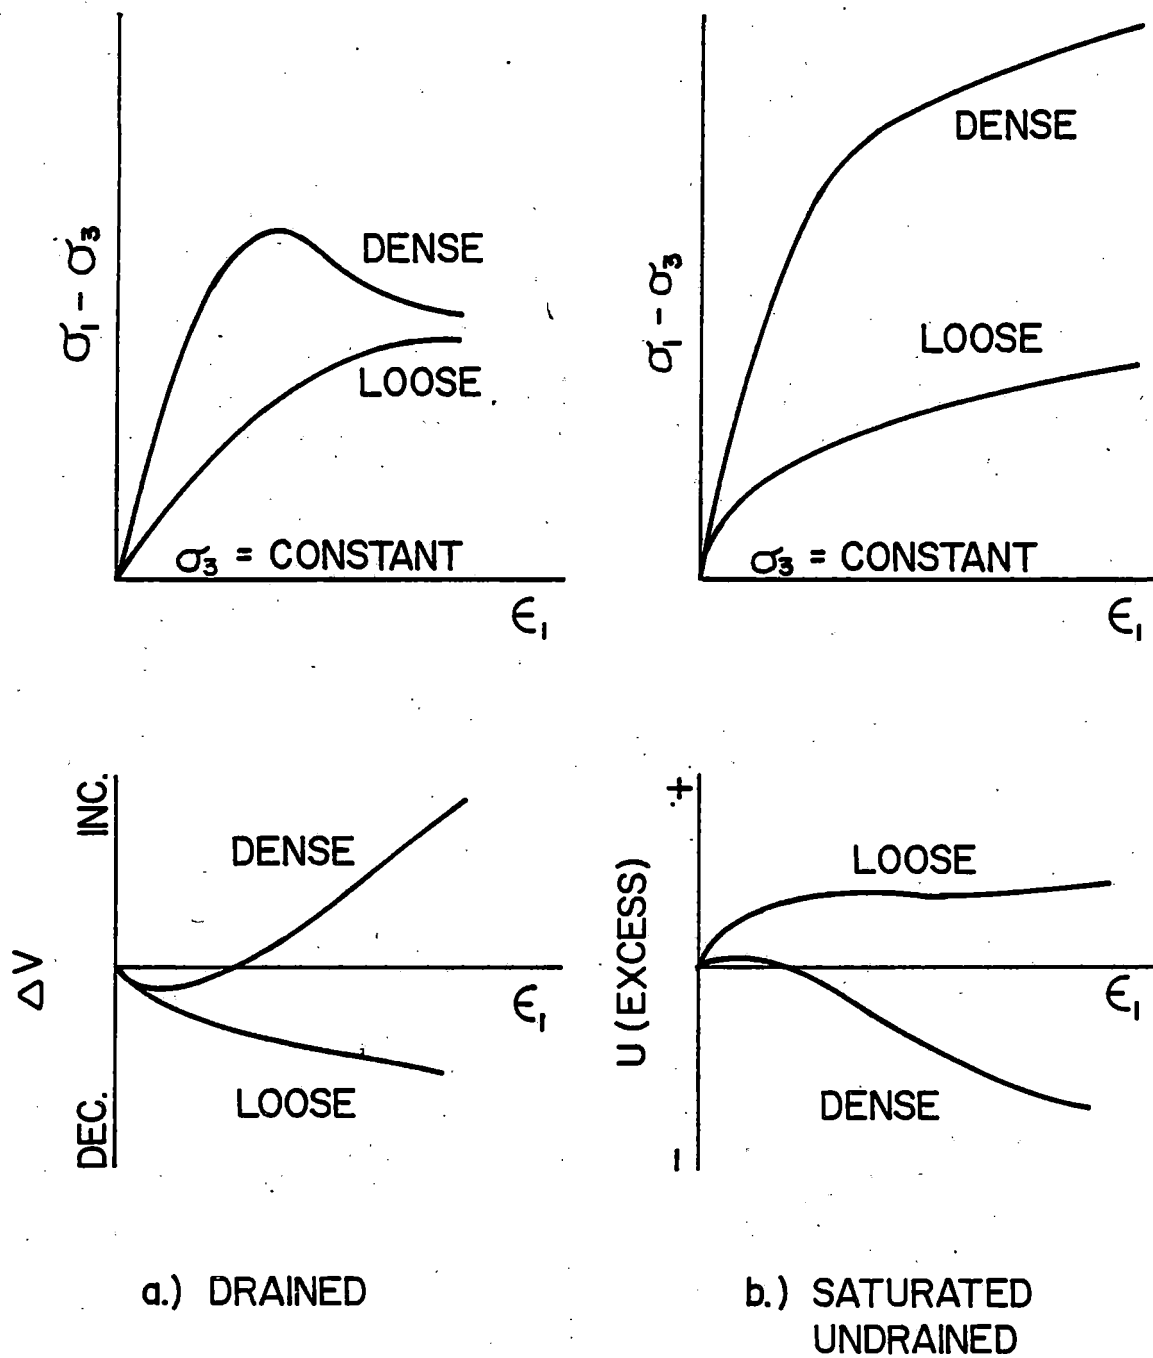 σ₁ - σ₃
DENSE
LOOSE
σ₃ = CONSTANT
ϵ₁
σ₁ - σ₃
DENSE
LOOSE
σ₃ = CONSTANT
ϵ₁
INC.
ΔV
DEC.
DENSE
LOOSE
ϵ₁
+
U (EXCESS)
-
LOOSE
DENSE
ϵ₁
a.) DRAINED
b.) SATURATED
UNDRAINED